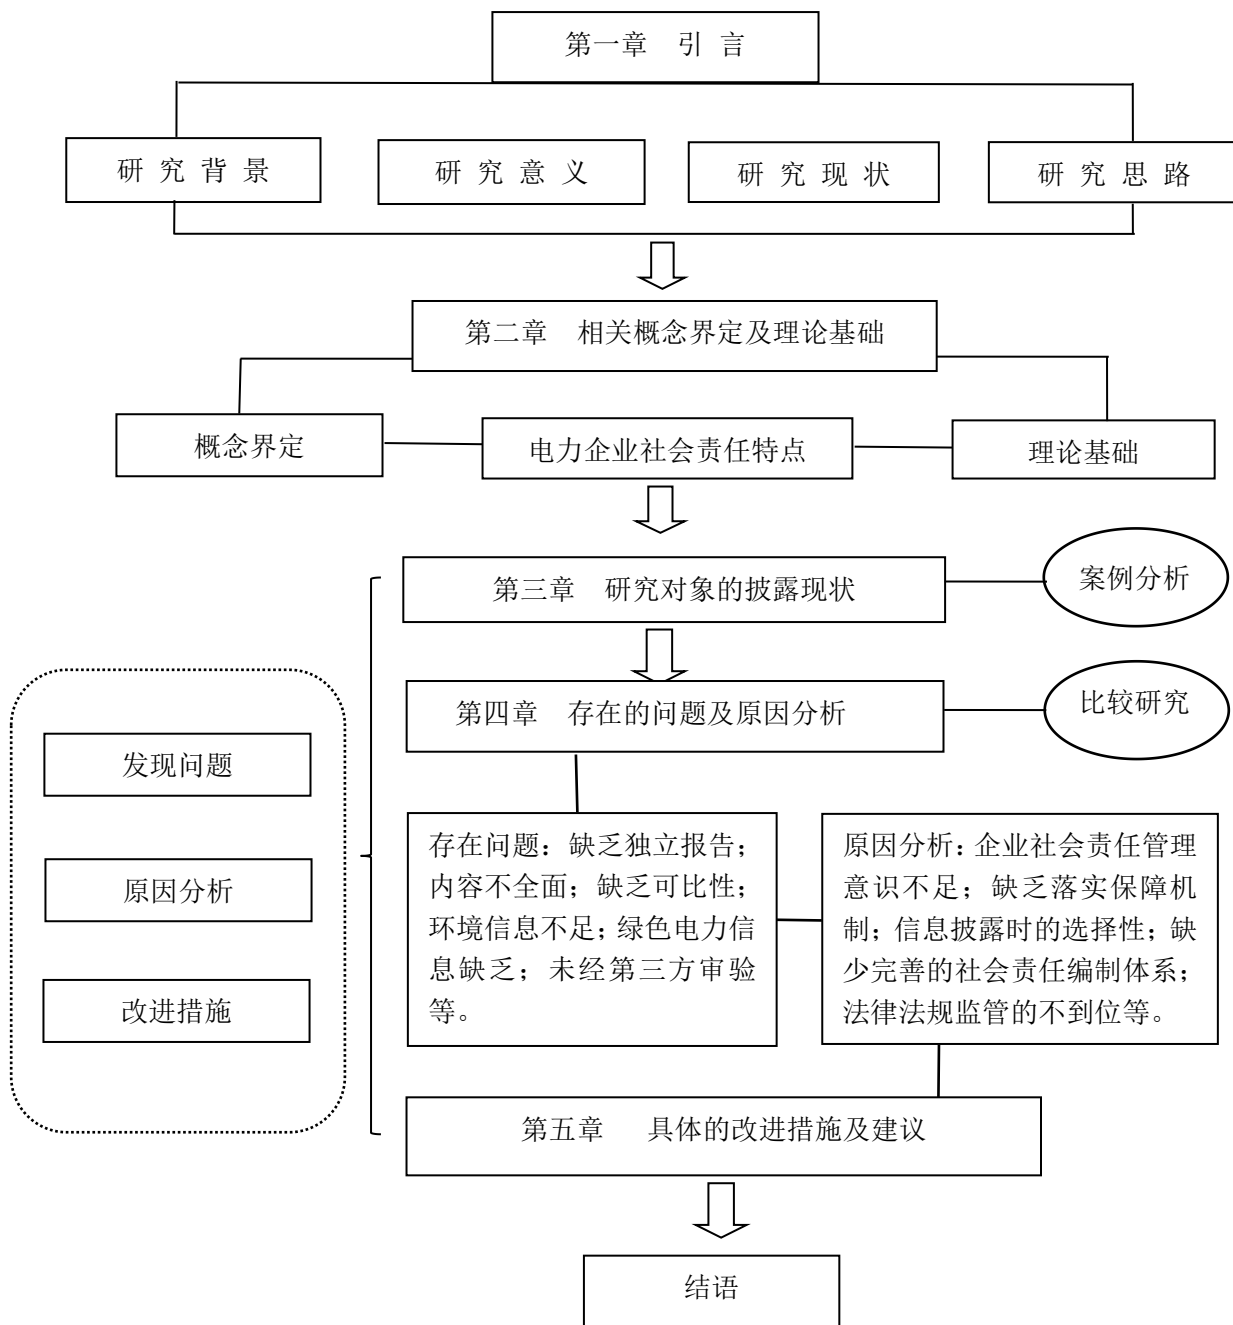 第一章 引 言
研 究 背 景
研 究 意 义
研 究 现 状
研 究 思 路
第二章 相关概念界定及理论基础
概念界定
电力企业社会责任特点
理论基础
第三章 研究对象的披露现状
案例分析
第四章 存在的问题及原因分析
比较研究
发现问题
原因分析
改进措施
存在问题：缺乏独立报告；
内容不全面；缺乏可比性；
环境信息不足；绿色电力信
息缺乏；未经第三方审验
等。
原因分析：企业社会责任管理
意识不足；缺乏落实保障机
制；信息披露时的选择性；缺
少完善的社会责任编制体系；
法律法规监管的不到位等。
第五章 具体的改进措施及建议
结语